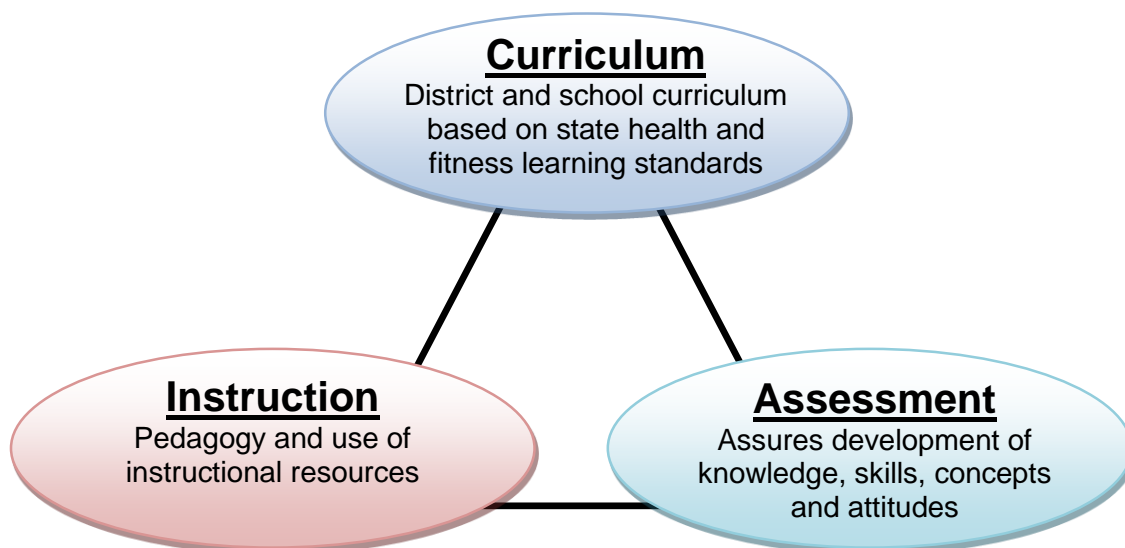 Curriculum
District and school curriculum
based on state health and
fitness learning standards
Instruction
Pedagogy and use of
instructional resources
Assessment
Assures development of
knowledge, skills, concepts
and attitudes